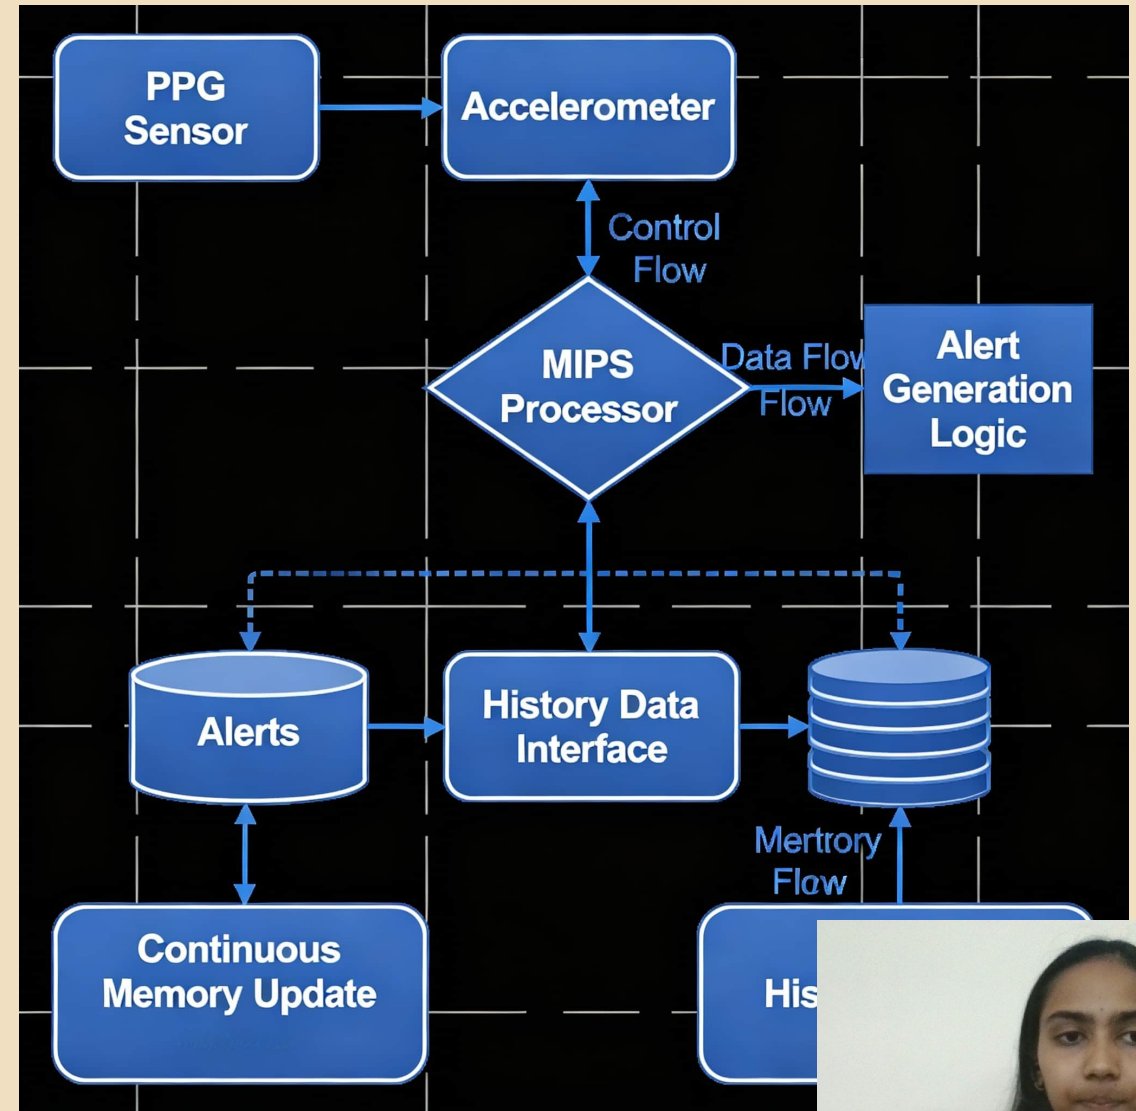 PPG
Sensor
Accelerometer
Control
Flow
MIPS
Processor
Data Flow
Flow
Alert
Generation
Logic
Alerts
History Data
Interface
Mertrory
Flow
Continuous
Memory Update
His